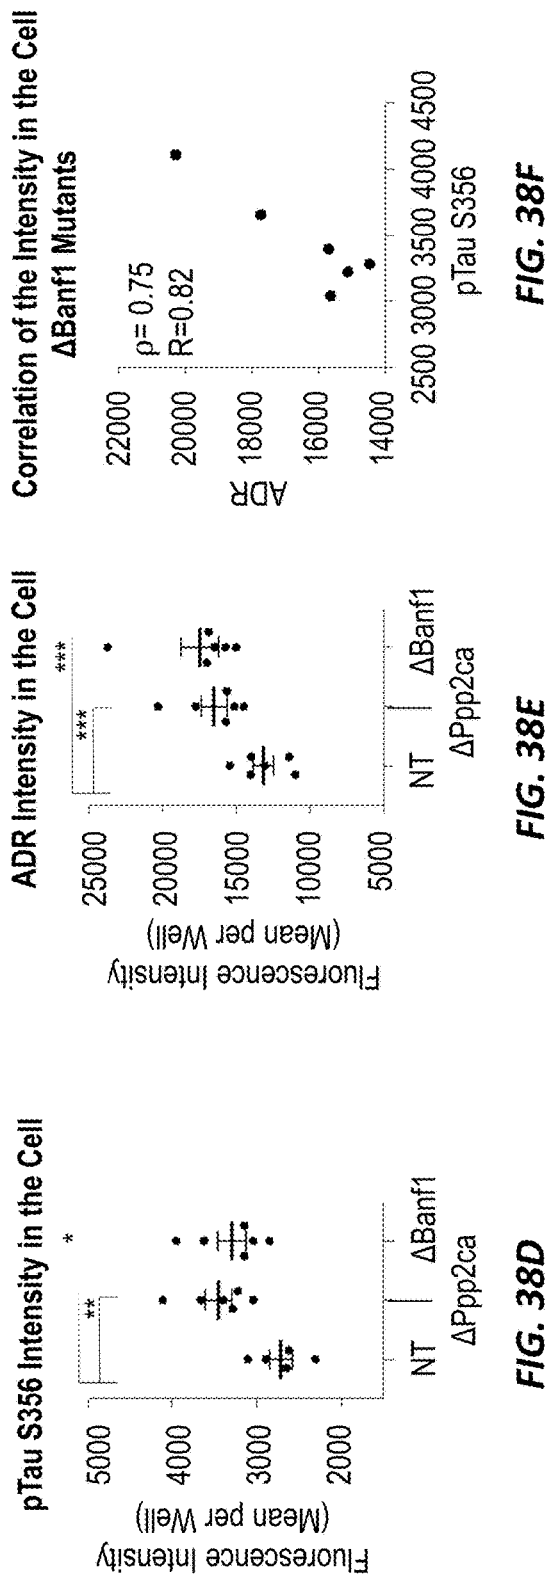 pTau S356 Intensity in the Cell
Fluorescence Intensity
(Mean per Well)
5000
4000
3000
2000
**
*
NT
ΔPpp2ca
ΔBanf1
FIG. 38D
ADR Intensity in the Cell
Fluorescence Intensity
(Mean per Well)
25000
20000
15000
10000
5000
***
***
NT
ΔPpp2ca
ΔBanf1
FIG. 38E
Correlation of the Intensity in the Cell
ΔBanf1 Mutants
ADR
22000
20000
18000
16000
14000
ρ= 0.75
R=0.82
2500 3000 3500 4000 4500
pTau S356
FIG. 38F